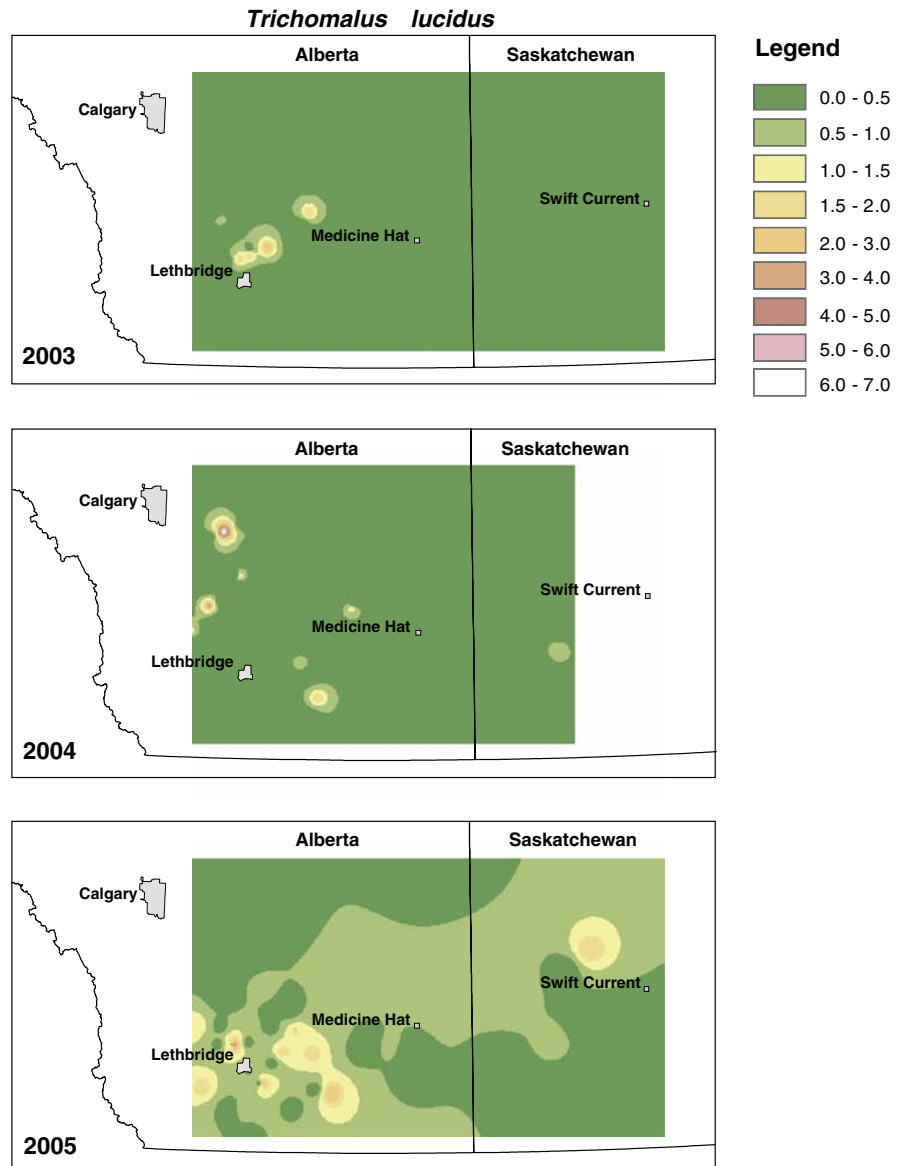 Trichomalus lucidus
Alberta Saskatchewan
Calgary
Swift Current
Medicine Hat
Lethbridge
2003
Legend
0.0 - 0.5
0.5 - 1.0
1.0 - 1.5
1.5 - 2.0
2.0 - 3.0
3.0 - 4.0
4.0 - 5.0
5.0 - 6.0
6.0 - 7.0
Alberta Saskatchewan
Calgary
Swift Current
Medicine Hat
Lethbridge
2004
Alberta Saskatchewan
Calgary
Swift Current
Medicine Hat
Lethbridge
2005